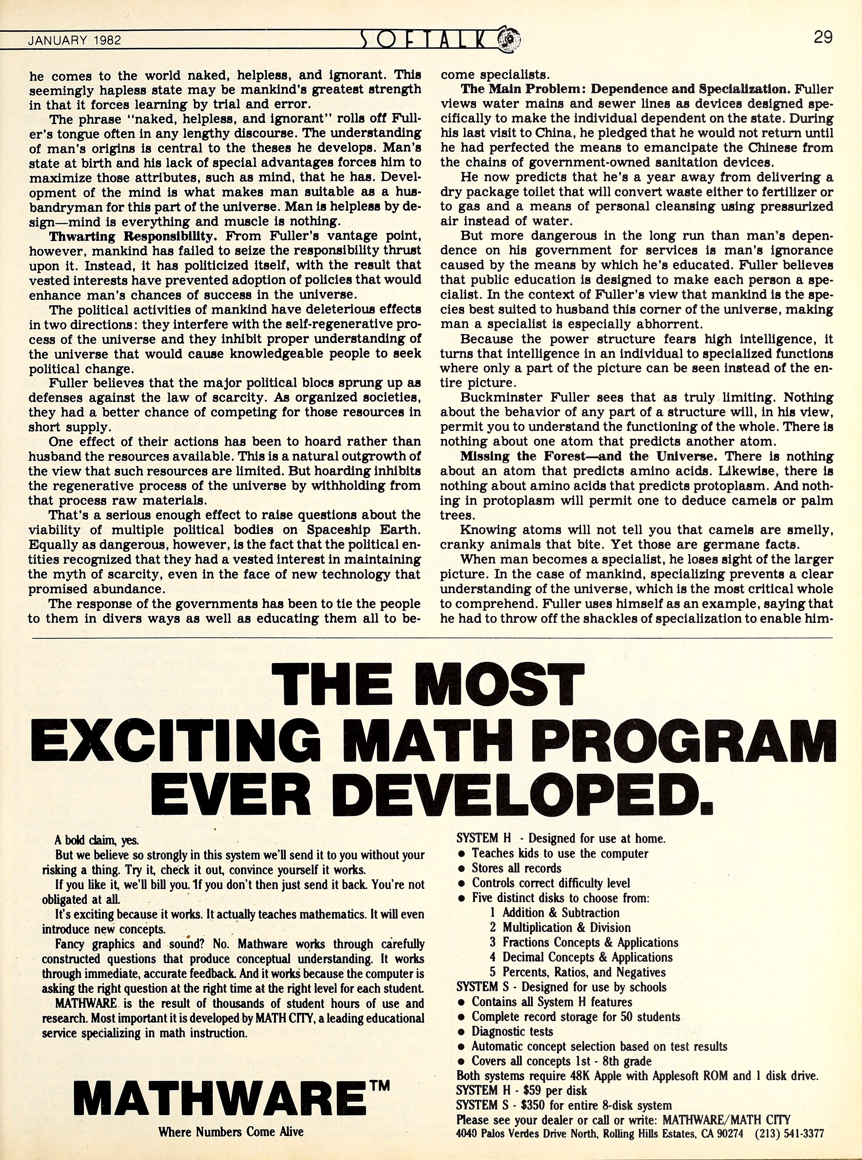 JANUARY 1982
SOFTALK
29
he comes to the world naked, helpless, and ignorant. This
seemingly hapless state may be mankind's greatest strength
in that it forces learning by trial and error.
The phrase "naked, helpless, and ignorant" rolls off Full-
er's tongue often in any lengthy discourse. The understanding
of man's origins is central to the theses he develops. Man's
state at birth and his lack of special advantages forces him to
maximize those attributes, such as mind, that he has. Devel-
opment of the mind is what makes man suitable as a hus-
bandryman for this part of the universe. Man is helpless by de-
sign—mind is everything and muscle is nothing.
Thwarting Responsibility. From Fuller's vantage point,
however, mankind has failed to seize the responsibility thrust
upon it. Instead, it has politicized itself, with the result that
vested interests have prevented adoption of policies that would
enhance man's chances of success in the universe.
The political activities of mankind have deleterious effects
in two directions: they interfere with the self-regenerative pro-
cess of the universe and they inhibit proper understanding of
the universe that would cause knowledgeable people to seek
political change.
Fuller believes that the major political blocs sprung up as
defenses against the law of scarcity. As organized societies,
they had a better chance of competing for those resources in
short supply.
One effect of their actions has been to hoard rather than
husband the resources available. This is a natural outgrowth of
the view that such resources are limited. But hoarding inhibits
the regenerative process of the universe by withholding from
that process raw materials.
That's a serious enough effect to raise questions about the
viability of multiple political bodies on Spaceship Earth.
Equally as dangerous, however, is the fact that the political en-
tities recognized that they had a vested interest in maintaining
the myth of scarcity, even in the face of new technology that
promised abundance.
The response of the governments has been to tie the people
to them in divers ways as well as educating them all to be-
come specialists.
The Main Problem: Dependence and Specialization. Fuller
views water mains and sewer lines as devices designed spe-
cifically to make the individual dependent on the state. During
his last visit to China, he pledged that he would not return until
he had perfected the means to emancipate the Chinese from
the chains of government-owned sanitation devices.
He now predicts that he's a year away from delivering a
dry package toilet that will convert waste either to fertilizer or
to gas and a means of personal cleansing using pressurized
air instead of water.
But more dangerous in the long run than man's depen-
dence on his government for services is man's ignorance
caused by the means by which he's educated. Fuller believes
that public education is designed to make each person a spe-
cialist. In the context of Fuller's view that mankind is the spe-
cies best suited to husband this corner of the universe, making
man a specialist is especially abhorrent.
Because the power structure fears high intelligence, it
turns that intelligence in an individual to specialized functions
where only a part of the picture can be seen instead of the en-
tire picture.
Buckminster Fuller sees that as truly limiting. Nothing
about the behavior of any part of a structure will, in his view,
permit you to understand the functioning of the whole. There is
nothing about one atom that predicts another atom.
Missing the Forest—and the Universe. There is nothing
about an atom that predicts amino acids. Likewise, there is
nothing about amino acids that predicts protoplasm. And noth-
ing in protoplasm will permit one to deduce camels or palm
trees.
Knowing atoms will not tell you that camels are smelly,
cranky animals that bite. Yet those are germane facts.
When man becomes a specialist, he loses sight of the larger
picture. In the case of mankind, specializing prevents a clear
understanding of the universe, which is the most critical whole
to comprehend. Fuller uses himself as an example, saying that
he had to throw off the shackles of specialization to enable him-
THE MOST
EXCITING MATH PROGRAM
EVER DEVELOPED.
A bold claim, yes.
But we believe so strongly in this system we'll send it to you without your
risking a thing. Try it, check it out, convince yourself it works.
If you like it, we'll bill you. If you don't then just send it back. You're not
obligated at all.
It's exciting because it works. It actually teaches mathematics. It will even
introduce new concepts.
Fancy graphics and sound? No. Mathware works through carefully
constructed questions that produce conceptual understanding. It works
through immediate, accurate feedback. And it works because the computer is
asking the right question at the right time at the right level for each student.
MATHWARE is the result of thousands of student hours of use and
research. Most important it is developed by MATH CITY, a leading educational
service specializing in math instruction.
MATHWARE™
Where Numbers Come Alive
SYSTEM H - Designed for use at home.
• Teaches kids to use the computer
• Stores all records
• Controls correct difficulty level
• Five distinct disks to choose from:
1 Addition & Subtraction
2 Multiplication & Division
3 Fractions Concepts & Applications
4 Decimal Concepts & Applications
5 Percents, Ratios, and Negatives
SYSTEM S - Designed for use by schools
• Contains all System H features
• Complete record storage for 50 students
• Diagnostic tests
• Automatic concept selection based on test results
• Covers all concepts 1st - 8th grade
Both systems require 48K Apple with Applesoft ROM and 1 disk drive.
SYSTEM H - $59 per disk
SYSTEM S - $350 for entire 8-disk system
Please see your dealer or call or write: MATHWARE/MATH CITY
4040 Palos Verdes Drive North, Rolling Hills Estates, CA 90274 (213) 541-3377